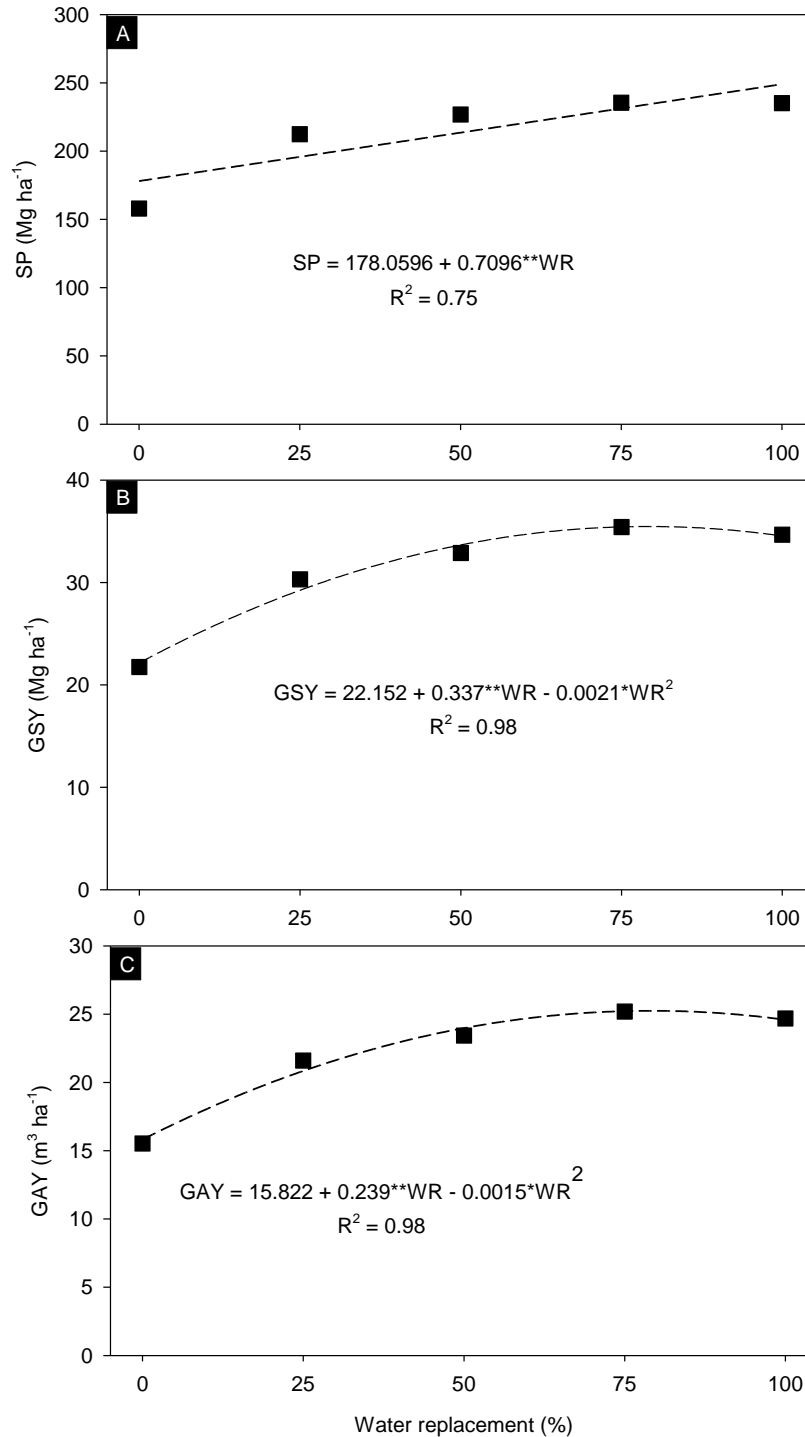 A
300
250
200
150
100
50
0
SP (Mg ha⁻¹)
SP = 178.0596 + 0.7096**WR
R² = 0.75
0 25 50 75 100
B
40
30
20
10
0
GSY (Mg ha⁻¹)
GSY = 22.152 + 0.337**WR - 0.0021*WR²
R² = 0.98
0 25 50 75 100
C
30
25
20
15
10
5
0
GAY (m³ ha⁻¹)
GAY = 15.822 + 0.239**WR - 0.0015*WR²
R² = 0.98
0 25 50 75 100
Water replacement (%)